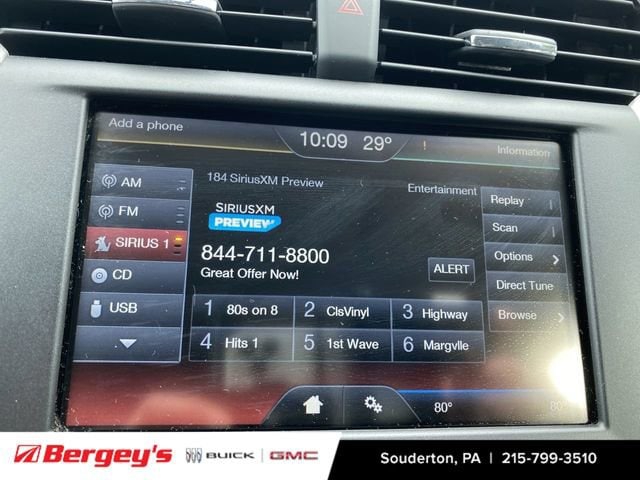 Add a phone
10:09 29°
!
Information
AM
FM
SIRIUS 1
CD
USB
184 SiriusXM Preview
Entertainment
SIRIUSXM
PREVIEW
844-711-8800
Great Offer Now!
ALERT
1 80s on 8
2 ClsVinyl
3 Highway
4 Hits 1
5 1st Wave
6 Margvlle
Replay
Scan
Options
Direct Tune
Browse
80°
80°
Bergey's BUICK GMC
Souderton, PA | 215-799-3510